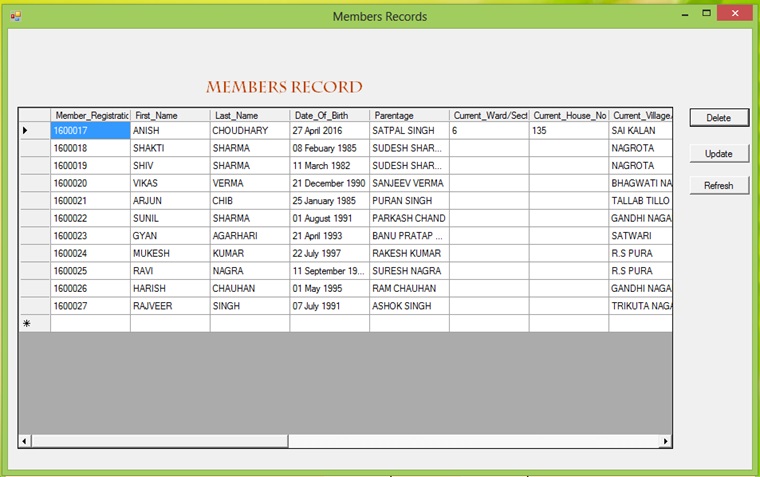 Members Records
MEMBERS RECORD
Member_Registratic First_Name Last_Name Date_Of_Birth Parentage Current_Ward/Sect Current_House_No Current_Village/
1600017 ANISH CHOUDHARY 27 April 2016 SATPAL SINGH 6 135 SAI KALAN
1600018 SHAKTI SHARMA 08 Febuary 1985 SUDESH SHAR... NAGROTA
1600019 SHIV SHARMA 11 March 1982 SUDESH SHAR... NAGROTA
1600020 VIKAS VERMA 21 December 1990 SANJEEV VERMA BHAGWATI NA
1600021 ARJUN CHIB 25 January 1985 PURAN SINGH TALLAB TILLO
1600022 SUNIL SHARMA 01 August 1991 PARKASH CHAND GANDHI NAGA
1600023 GYAN AGARHARI 21 April 1993 BANU PRATAP ... SATWARI
1600024 MUKESH KUMAR 22 July 1997 RAKESH KUMAR R.S PURA
1600025 RAVI NAGRA 11 September 19... SURESH NAGRA R.S PURA
1600026 HARISH CHAUHAN 01 May 1995 RAM CHAUHAN GANDHI NAGA
1600027 RAJVEER SINGH 07 July 1991 ASHOK SINGH TRIKUTA NAGA
Delete
Update
Refresh